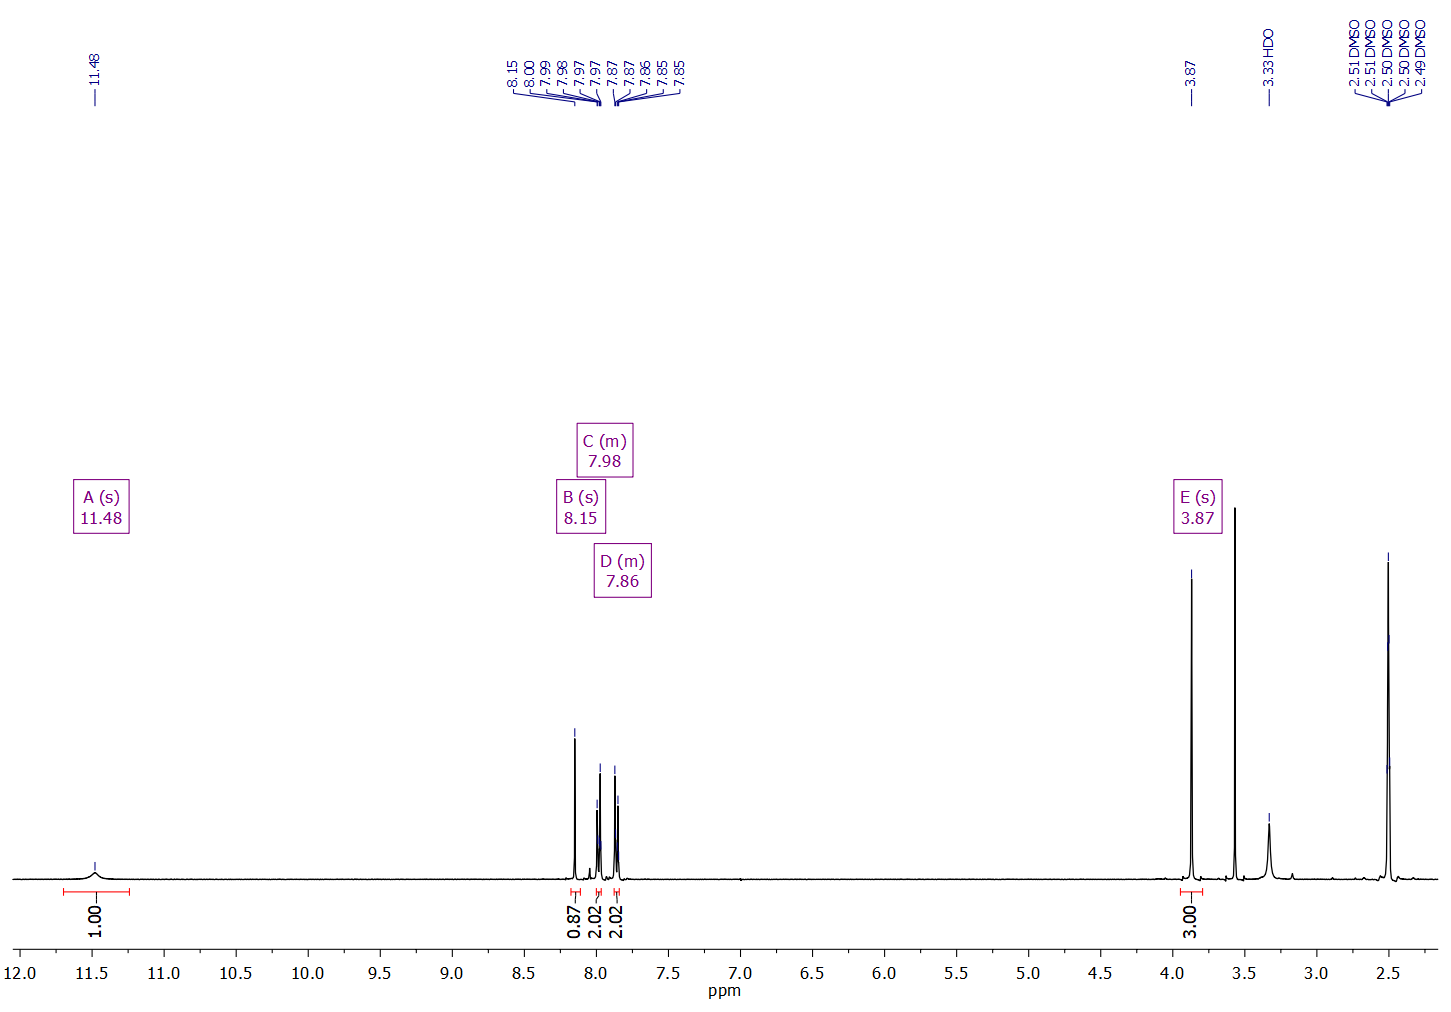 11.48
8.15
8.00
7.99
7.98
7.97
7.97
7.87
7.87
7.86
7.85
7.85
3.87
3.33 HDO
2.51 DMSO
2.51 DMSO
2.50 DMSO
2.50 DMSO
2.49 DMSO
C (m)
7.98
A (s)
11.48
B (s)
8.15
E (s)
3.87
D (m)
7.86
1.00
0.87
2.02
2.02
3.00
12.0 11.5 11.0 10.5 10.0 9.5 9.0 8.5 8.0 7.5 7.0 6.5 6.0 5.5 5.0 4.5 4.0 3.5 3.0 2.5
ppm